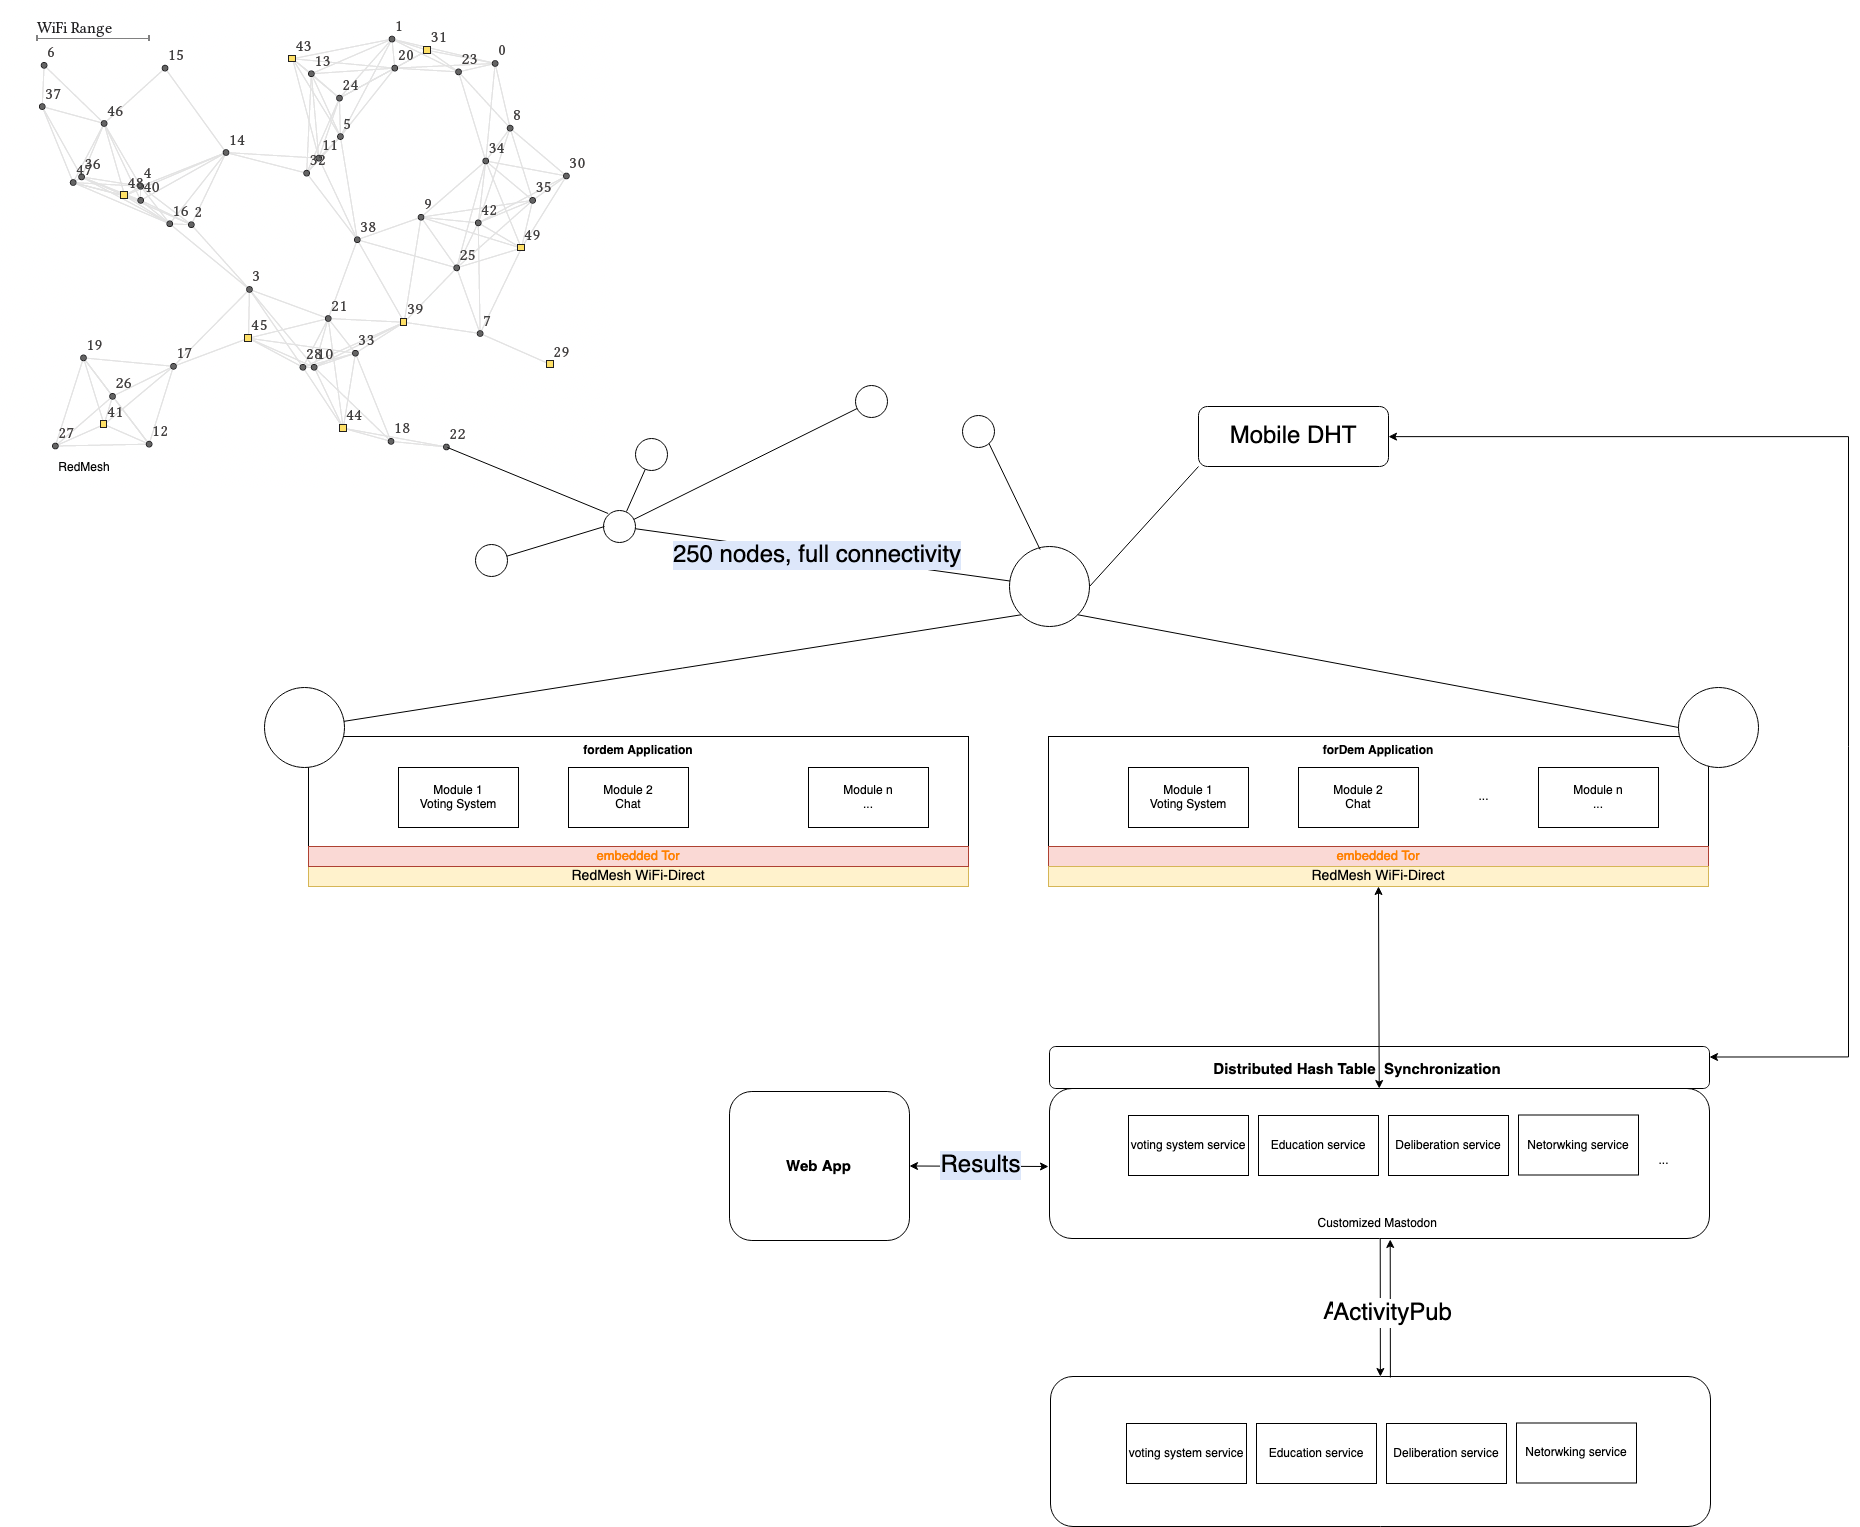 WiFi Range
6
15
43
13
1
31
20
23
0
37
46
24
5
8
14
11
32
34
30
36
47
4
48
40
35
16
2
9
42
38
49
25
3
21
39
45
7
33
28
10
29
19
17
26
41
44
27
12
18
22
RedMesh
Mobile DHT
250 nodes, full connectivity
fordem Application
Module 1
Voting System
Module 2
Chat
Module n
...
embedded Tor
RedMesh WiFi-Direct
forDem Application
Module 1
Voting System
Module 2
Chat
...
Module n
...
embedded Tor
RedMesh WiFi-Direct
Distributed Hash Table Synchronization
Web App
Results
voting system service
Education service
Deliberation service
Netorwking service
...
Customized Mastodon
ActivityPub
voting system service
Education service
Deliberation service
Netorwking service